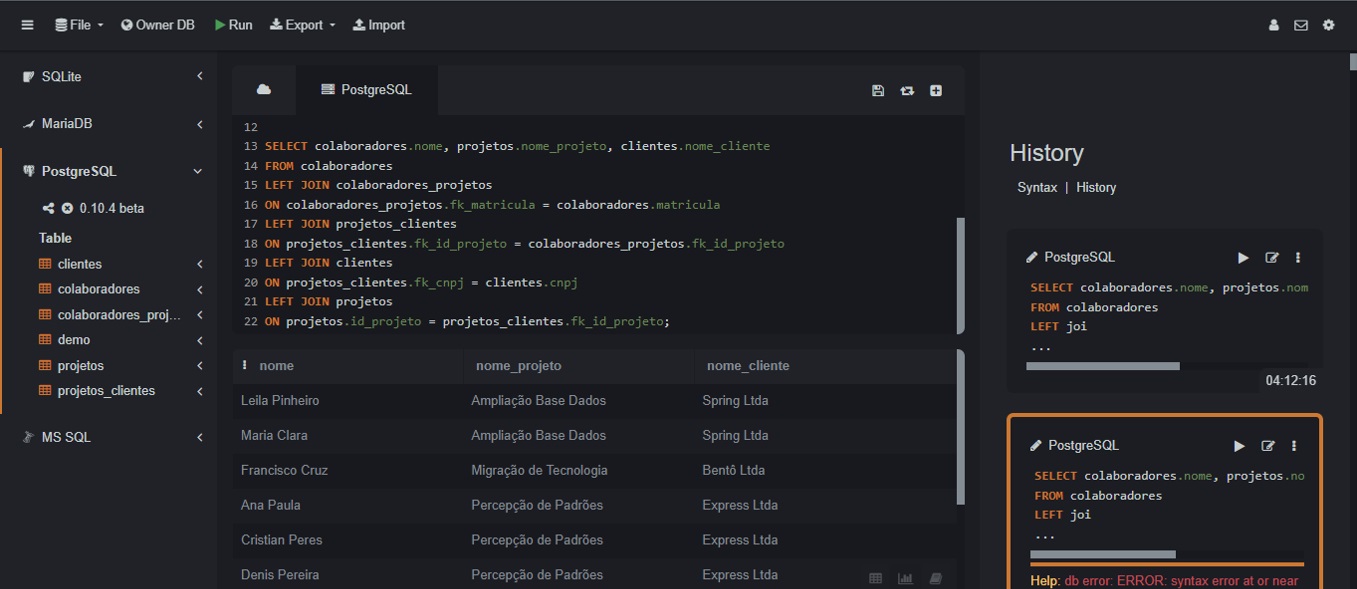 File Owner DB Run Export Import
SQLite
MariaDB
PostgreSQL
0.10.4 beta
Table
clientes
colaboradores
colaboradores_proj...
demo
projetos
projetos_clientes
MS SQL
PostgreSQL
12
13 SELECT colaboradores.nome, projetos.nome_projeto, clientes.nome_cliente
14 FROM colaboradores
15 LEFT JOIN colaboradores_projetos
16 ON colaboradores_projetos.fk_matricula = colaboradores.matricula
17 LEFT JOIN projetos_clientes
18 ON projetos_clientes.fk_id_projeto = colaboradores_projetos.fk_id_projeto
19 LEFT JOIN clientes
20 ON projetos_clientes.fk_cnpj = clientes.cnpj
21 LEFT JOIN projetos
22 ON projetos.id_projeto = projetos_clientes.fk_id_projeto;
nome nome_projeto nome_cliente
Leila Pinheiro Ampliação Base Dados Spring Ltda
Maria Clara Ampliação Base Dados Spring Ltda
Francisco Cruz Migração de Tecnologia Bentô Ltda
Ana Paula Percepção de Padrões Express Ltda
Cristian Peres Percepção de Padrões Express Ltda
Denis Pereira Percepção de Padrões Express Ltda
History
Syntax | History
PostgreSQL
SELECT colaboradores.nome, projetos.nom
FROM colaboradores
LEFT joi
...
04:12:16
PostgreSQL
SELECT colaboradores.nome, projetos.no
FROM colaboradores
LEFT joi
...
Help: db error: ERROR: syntax error at or near